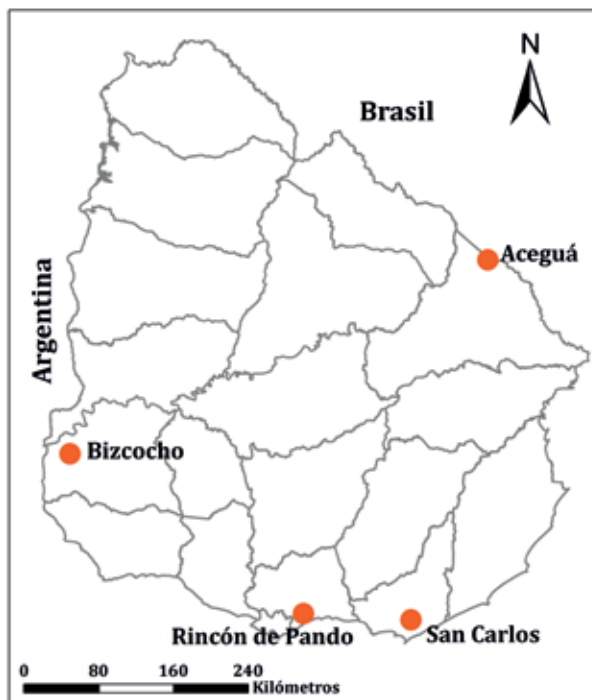 N
Brasil
Aceguá
Argentina
Bizcocho
Rincón de Pando
San Carlos
0 80 160 240
Kilómetros